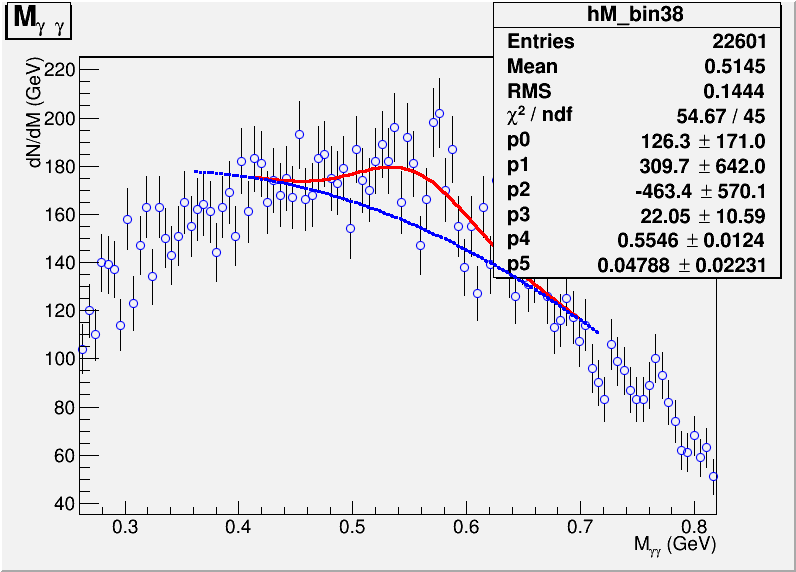 M γ γ
hM_bin38
Entries 22601
Mean 0.5145
RMS 0.1444
χ² / ndf 54.67 / 45
p0 126.3 ± 171.0
p1 309.7 ± 642.0
p2 -463.4 ± 570.1
p3 22.05 ± 10.59
p4 0.5546 ± 0.0124
p5 0.04788 ± 0.02231
dN/dM (GeV)
220
200
180
160
140
120
100
80
60
40
0.3 0.4 0.5 0.6 0.7 0.8
Mγγ (GeV)